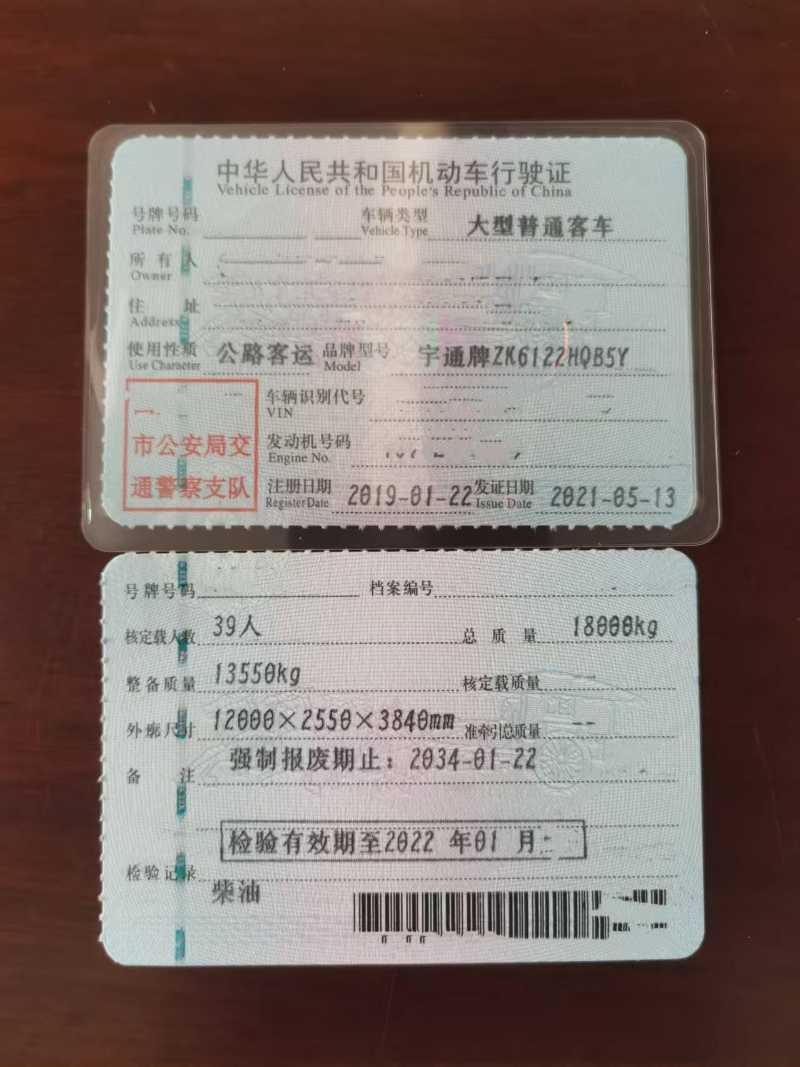 中华人民共和国机动车行驶证
Vehicle License of the People's Republic of China
号牌号码 车辆类型 大型普通客车
Plate No. Vehicle Type
所有人
Owner
住址
Address
使用性质 公路客运 品牌型号 宇通牌ZK6122HQB5Y
Use Character Model
车辆识别代号
VIN
市公安局交
通警察支队
发动机号码
Engine No.
注册日期 2019-01-22 发证日期 2021-05-13
Register Date Issue Date
号牌号码 档案编号
核定载人数 39人 总质量 18000kg
整备质量 13550kg 核定载质量 --
外廓尺寸 12000×2550×3840mm 准牵引总质量 --
备注 强制报废期止：2034-01-22
检验有效期至2022年01月
检验记录
柴油